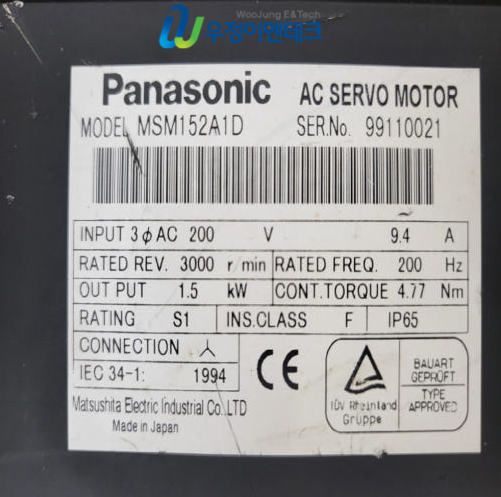 WooJung E&Tech
우정이엔테크
Panasonic AC SERVO MOTOR
MODEL MSM152A1D SER.No. 99110021
INPUT 3φAC 200 V 9.4 A
RATED REV. 3000 r/min RATED FREQ. 200 Hz
OUT PUT 1.5 kW CONT.TORQUE 4.77 Nm
RATING S1 INS.CLASS F IP65
CONNECTION
IEC 34-1: 1994
CE
TÜV Rheinland
Gruppe
BAUART
GEPRÜFT
TYPE
APPROVED
Matsushita Electric Industrial Co.,LTD
Made in Japan